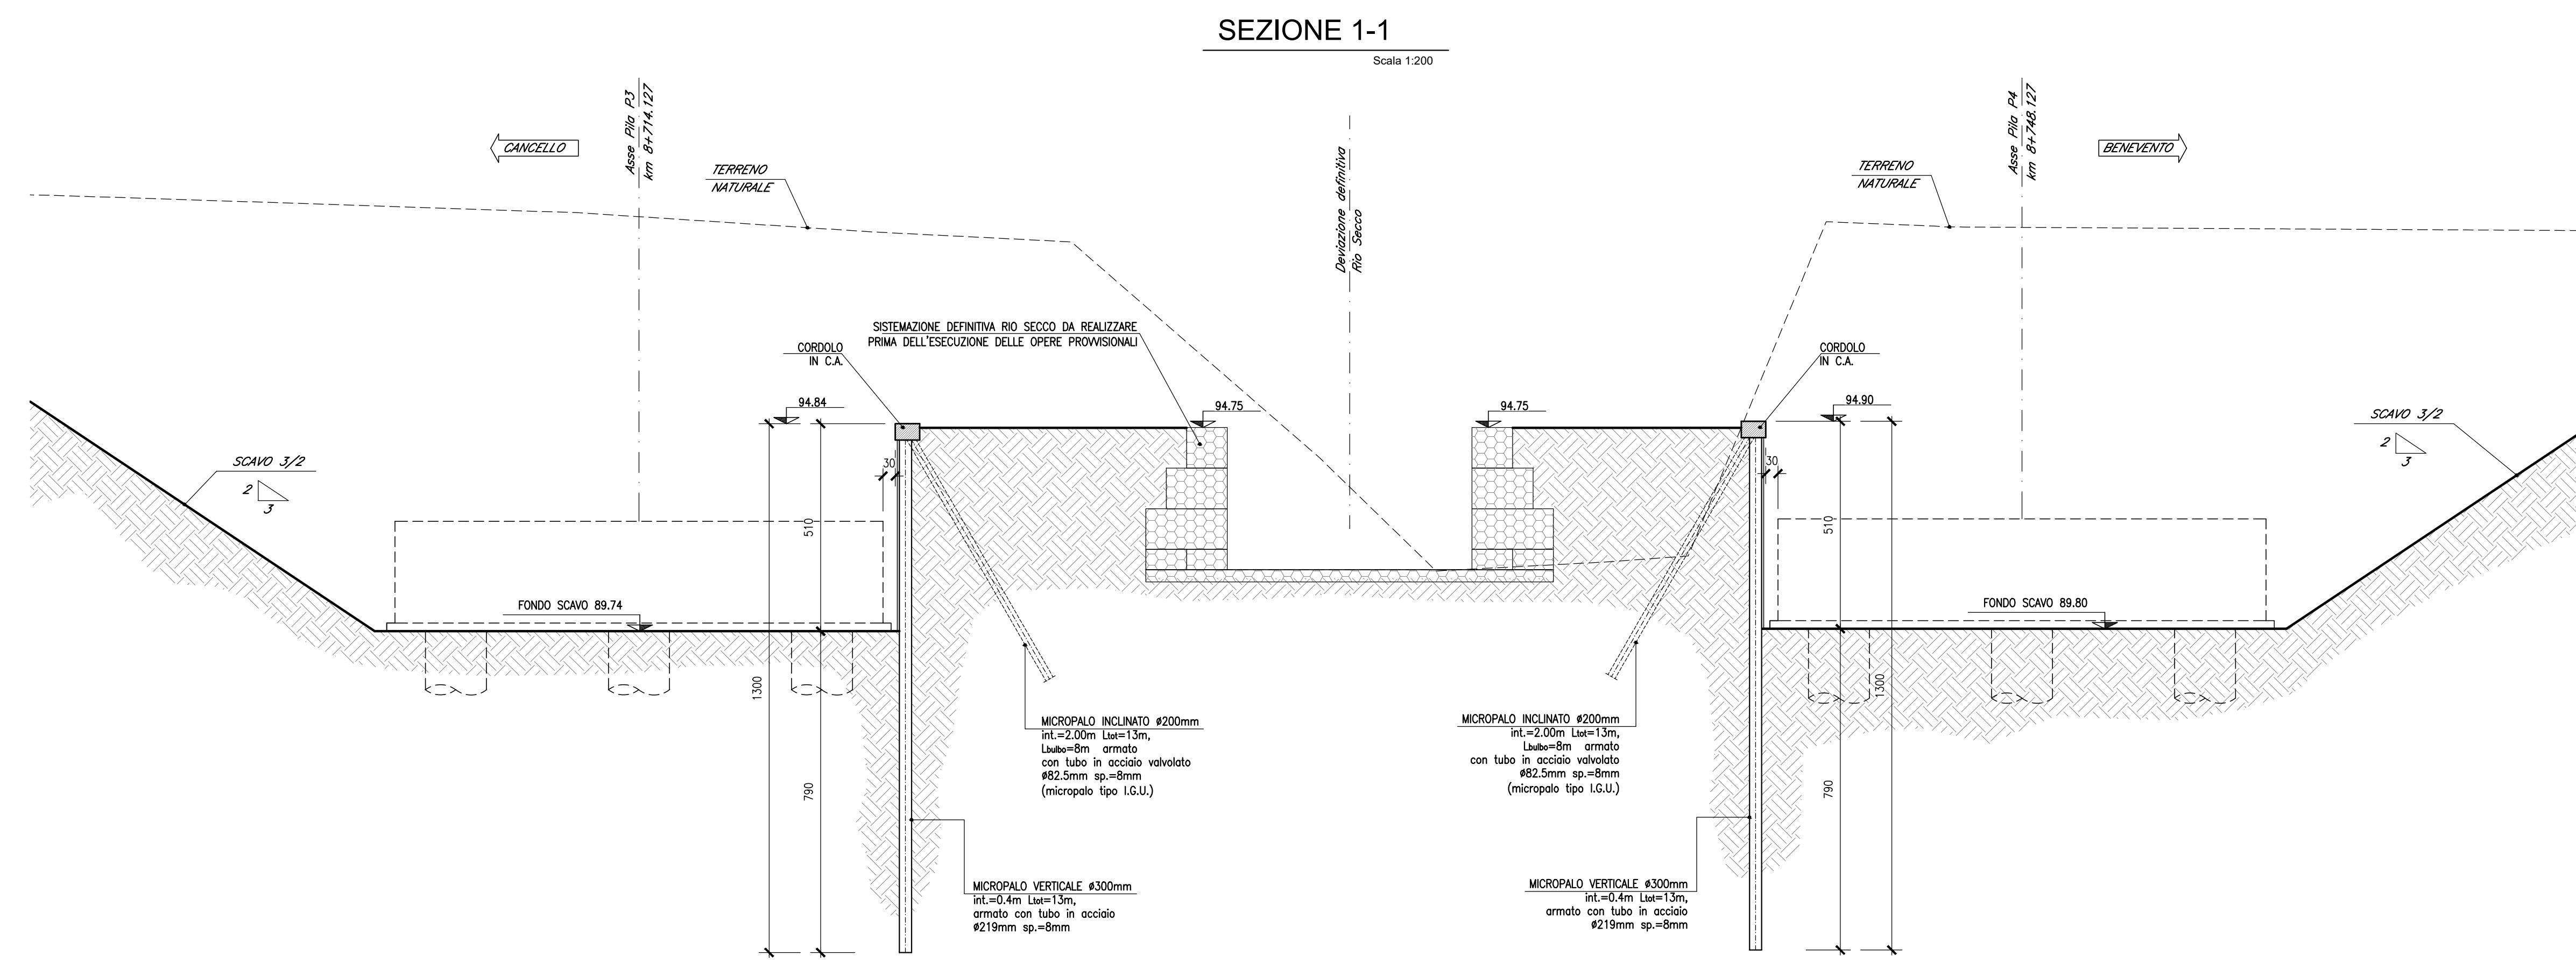 SEZIONE 1-1
Scala 1:200
CANCELLO
Asse Pila P3
km 8+714.127
TERRENO
NATURALE
Deviazione definitiva
Rio Secco
TERRENO
NATURALE
Asse Pila P4
km 8+748.127
BENEVENTO
SISTEMAZIONE DEFINITIVA RIO SECCO DA REALIZZARE
PRIMA DELL'ESECUZIONE DELLE OPERE PROVVISIONALI
CORDOLO
IN C.A.
CORDOLO
IN C.A.
94.84
94.75
94.75
94.90
SCAVO 3/2
2
3
SCAVO 3/2
2
3
30
30
510
510
FONDO SCAVO 89.74
FONDO SCAVO 89.80
1300
790
790
1300
MICROPALO INCLINATO ø200mm
int.=2.00m Ltot=13m,
Lbulbo=8m armato
con tubo in acciaio valvolato
ø82.5mm sp.=8mm
(micropalo tipo I.G.U.)
MICROPALO INCLINATO ø200mm
int.=2.00m Ltot=13m,
Lbulbo=8m armato
con tubo in acciaio valvolato
ø82.5mm sp.=8mm
(micropalo tipo I.G.U.)
MICROPALO VERTICALE ø300mm
int.=0.4m Ltot=13m,
armato con tubo in acciaio
ø219mm sp.=8mm
MICROPALO VERTICALE ø300mm
int.=0.4m Ltot=13m,
armato con tubo in acciaio
ø219mm sp.=8mm